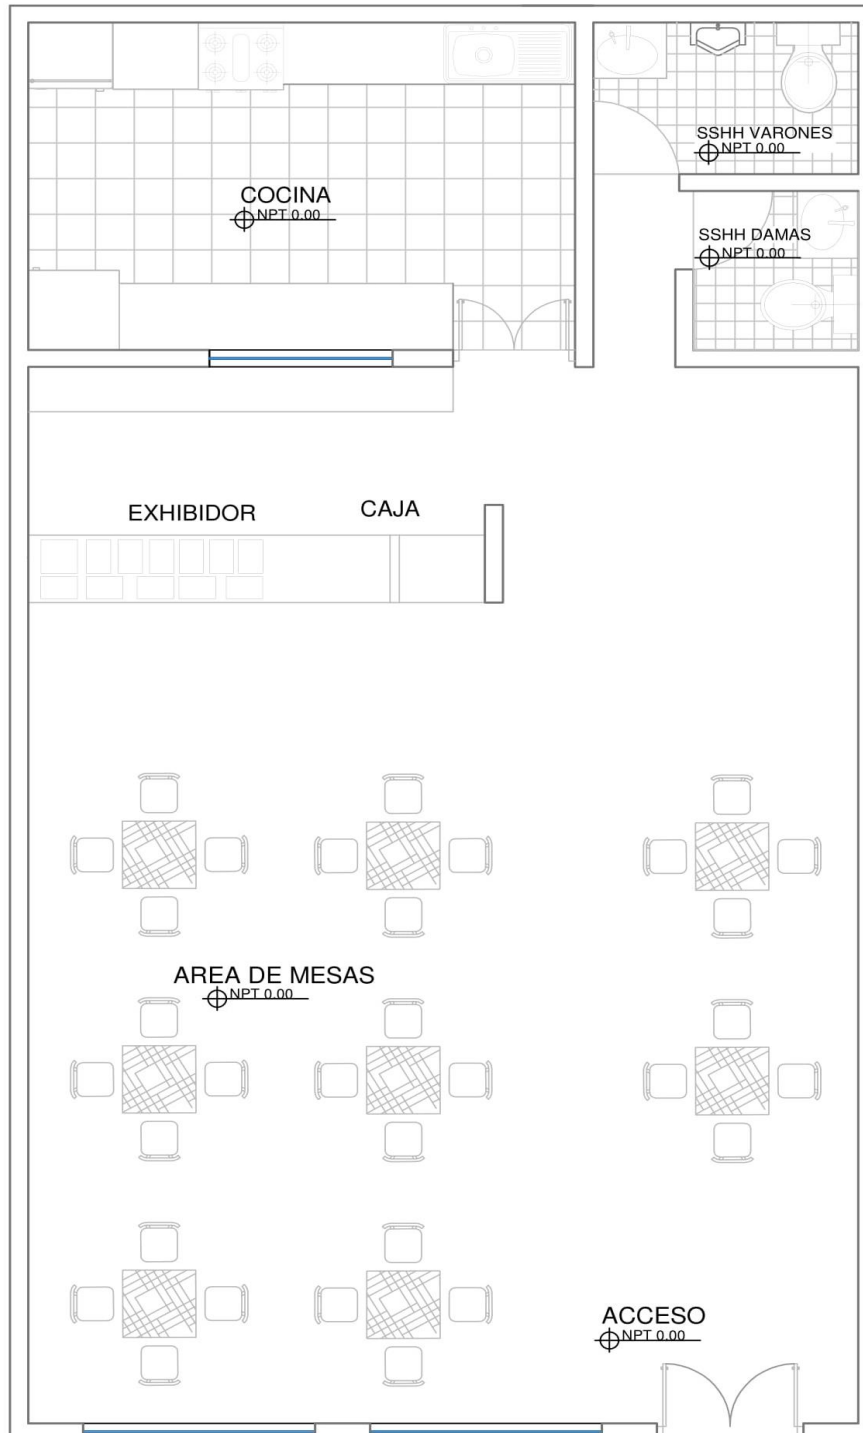 SSHH VARONES
NPT 0.00
COCINA
NPT 0.00
SSHH DAMAS
NPT 0.00
EXHIBIDOR
CAJA
AREA DE MESAS
NPT 0.00
ACCESO
NPT 0.00